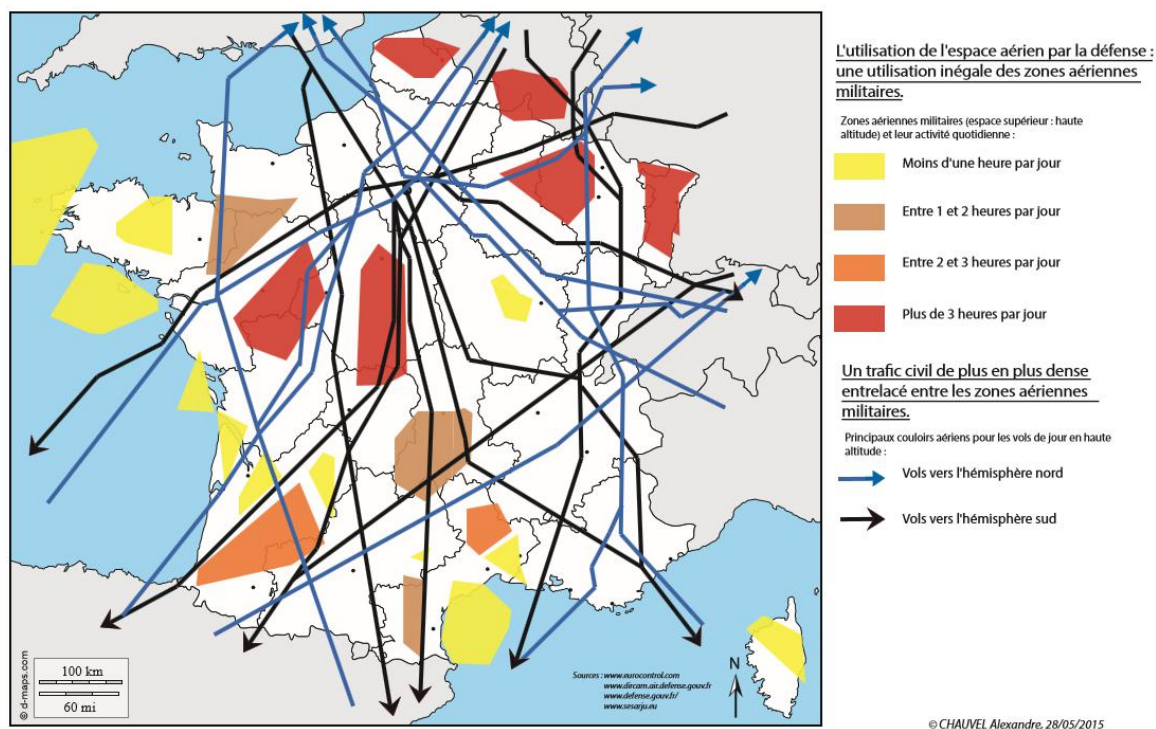 L'utilisation de l'espace aérien par la défense :
une utilisation inégale des zones aériennes
militaires.
Zones aériennes militaires (espace supérieur : haute
altitude) et leur activité quotidienne :
Moins d'une heure par jour
Entre 1 et 2 heures par jour
Entre 2 et 3 heures par jour
Plus de 3 heures par jour
Un trafic civil de plus en plus dense
entrelacé entre les zones aériennes
militaires.
Principaux couloirs aériens pour les vols de jour en haute
altitude :
Vols vers l'hémisphère nord
Vols vers l'hémisphère sud
© d-maps.com
100 km
60 mi
Sources : www.eurocontrol.com
www.dircam.air.defense.gouv.fr
www.defense.gouv.fr/
www.sesarju.eu
N
© CHAUVEL Alexandre, 28/05/2015